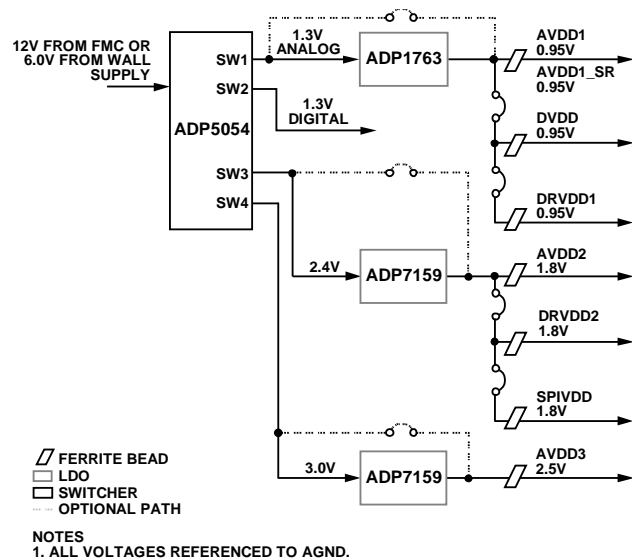 12V FROM FMC OR
6.0V FROM WALL
SUPPLY
ADP5054
SW1
SW2
SW3
SW4
1.3V
ANALOG
ADP1763
1.3V
DIGITAL
2.4V
ADP7159
3.0V
ADP7159
AVDD1
0.95V
AVDD1_SR
0.95V
DVDD
0.95V
DRVDD1
0.95V
AVDD2
1.8V
DRVDD2
1.8V
SPIVDD
1.8V
AVDD3
2.5V
FERRITE BEAD
LDO
SWITCHER
OPTIONAL PATH
NOTES
1. ALL VOLTAGES REFERENCED TO AGND.